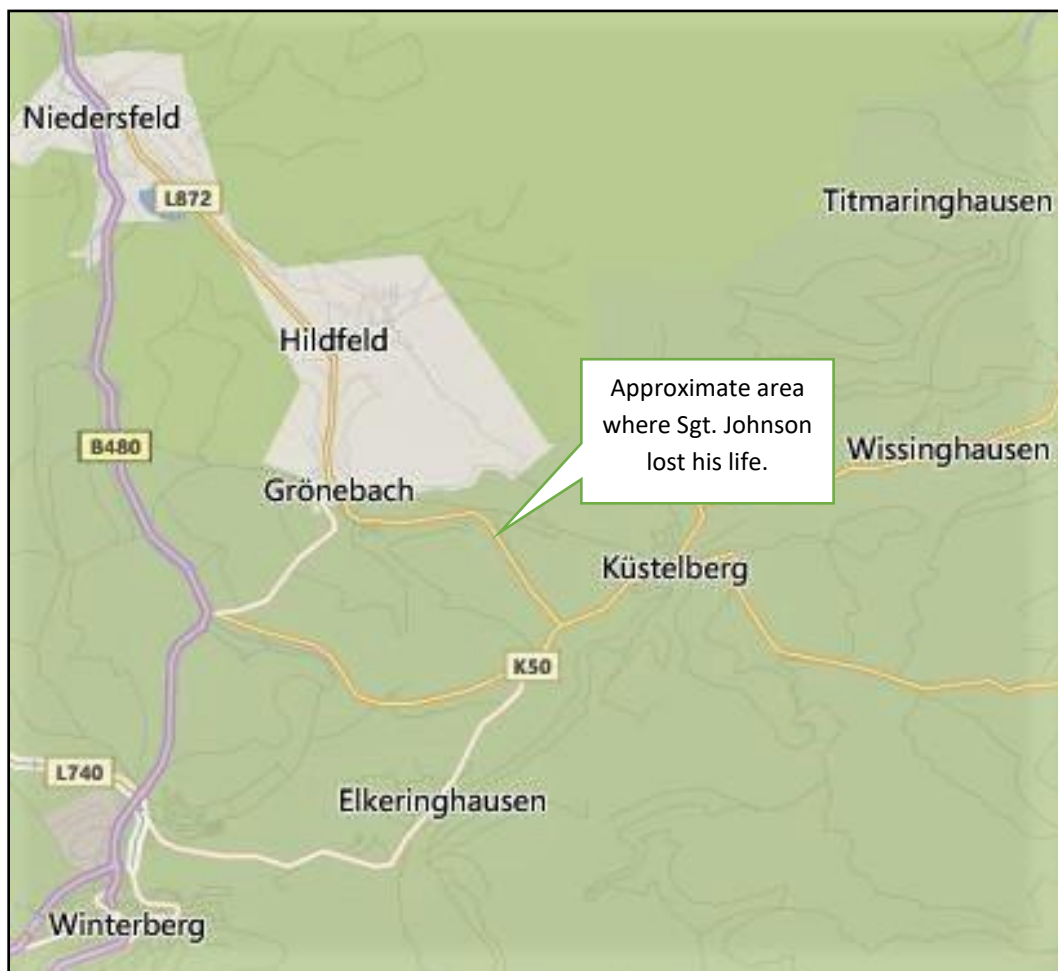 Niedersfeld
L872
Titmaringhausen
Hildfeld
Approximate area
where Sgt. Johnson
lost his life.
B480
Wissinghausen
Grönebach
Küstelberg
K50
L740
Elkeringhausen
Winterberg